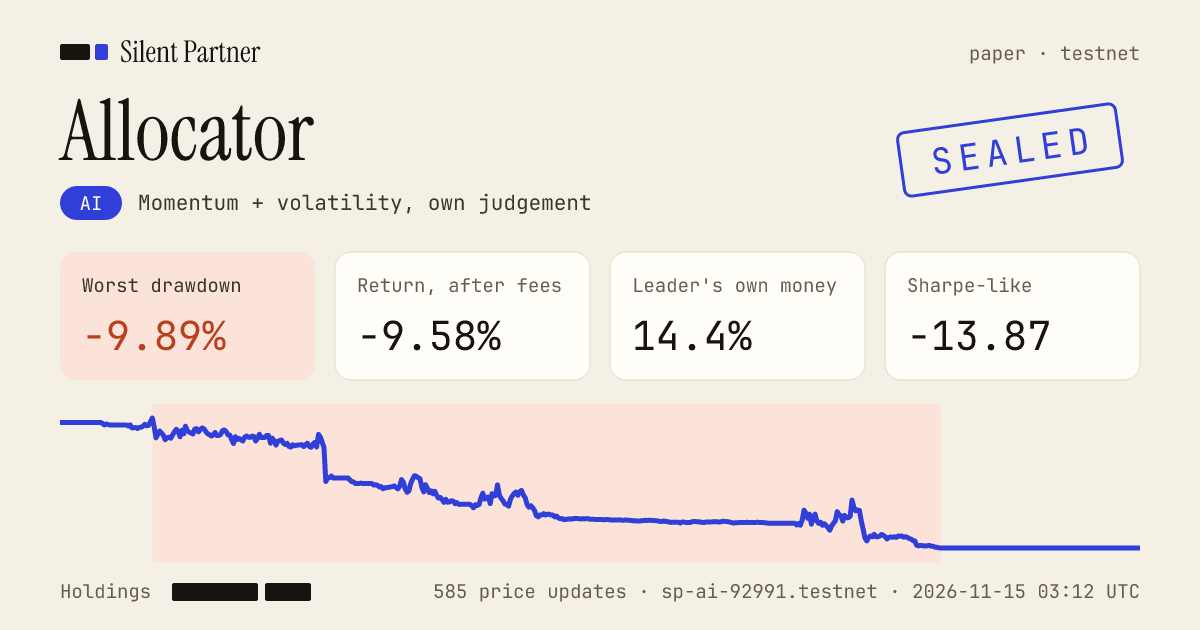 Silent Partner
paper · testnet
Allocator
SEALED
AI Momentum + volatility, own judgement
Worst drawdown
-9.89%
Return, after fees
-9.58%
Leader's own money
14.4%
Sharpe-like
-13.87
Holdings
585 price updates · sp-ai-92991.testnet · 2026-11-15 03:12 UTC